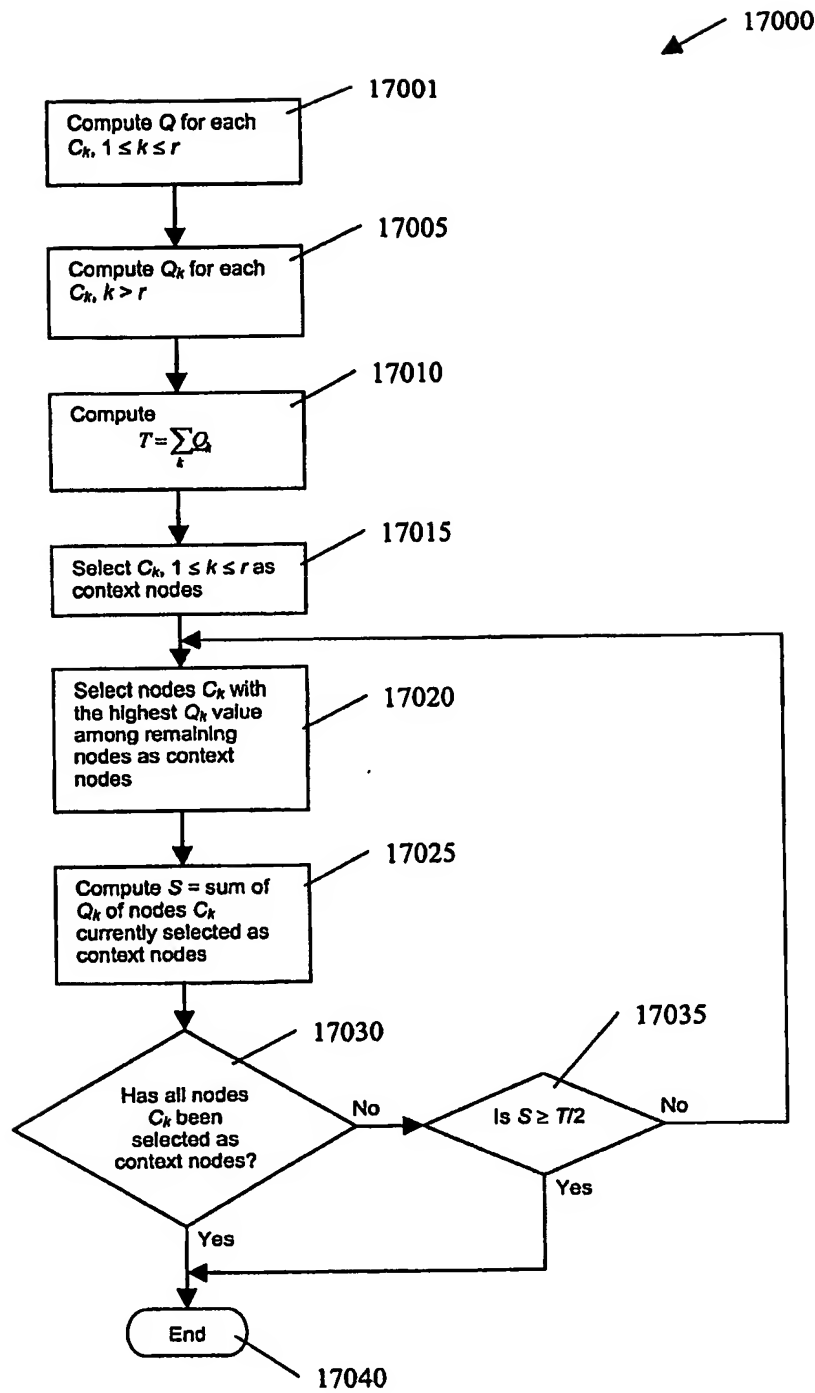 17000
17001
Compute Q for each
Cₖ, 1 ≤ k ≤ r
17005
Compute Qₖ for each
Cₖ, k > r
17010
Compute
T = ∑ₖ Qₖ
17015
Select Cₖ, 1 ≤ k ≤ r as
context nodes
17020
Select nodes Cₖ with
the highest Qₖ value
among remaining
nodes as context
nodes
17025
Compute S = sum of
Qₖ of nodes Cₖ
currently selected as
context nodes
17030
Has all nodes
Cₖ been
selected as
context nodes?
No
17035
Is S ≥ T/2
No
Yes
Yes
End
17040